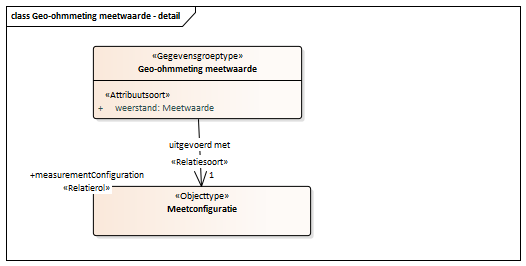 class Geo-ohmmeting meetwaarde - detail
«Gegevensgroeptype»
Geo-ohmmeting meetwaarde
«Attribuutsoort»
+ weerstand: Meetwaarde
uitgevoerd met
«Relatiesoort»
+measurementConfiguration
1
«Relatierol»
«Objecttype»
Meetconfiguratie